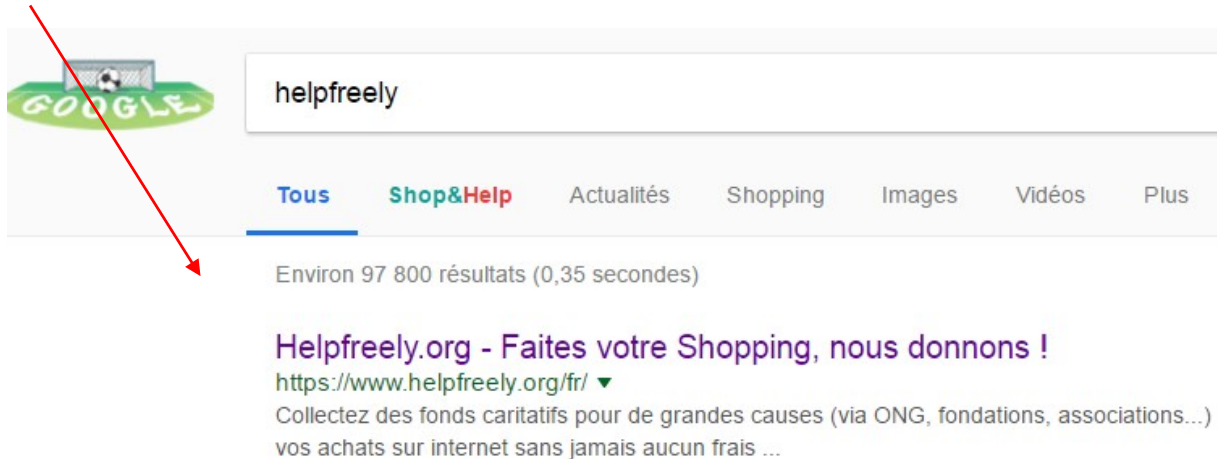 GOOGLE
helpfreely
Tous Shop&Help Actualités Shopping Images Vidéos Plus
Environ 97 800 résultats (0,35 secondes)
Helpfreely.org - Faites votre Shopping, nous donnons !
https://www.helpfreely.org/fr/ ▼
Collectez des fonds caritatifs pour de grandes causes (via ONG, fondations, associations...)
vos achats sur internet sans jamais aucun frais ...